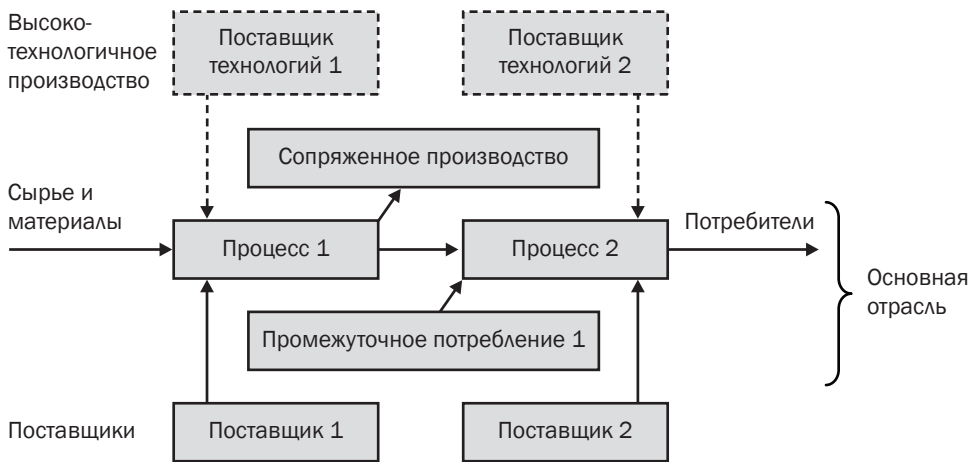 Высоко-
технологичное
производство
Поставщик
технологий 1
Поставщик
технологий 2
Сопряженное производство
Сырье и
материалы
Процесс 1
Процесс 2
Потребители
Основная
отрасль
Промежуточное потребление 1
Поставщики
Поставщик 1
Поставщик 2